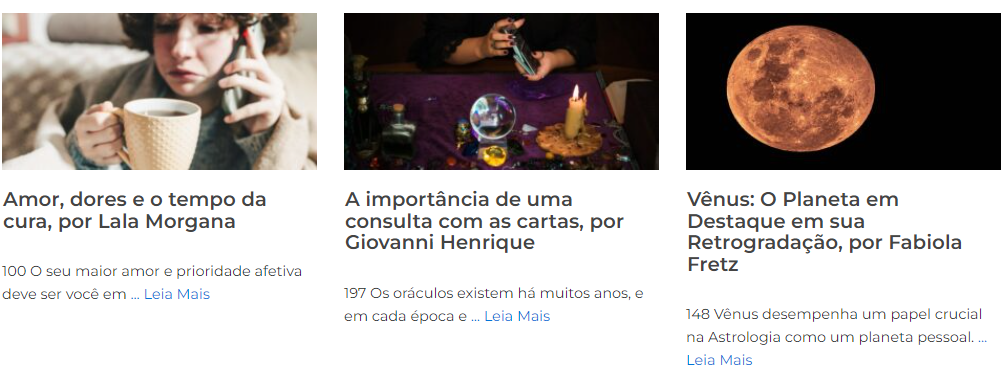 Amor, dores e o tempo da
cura, por Lala Morgana
100 O seu maior amor e prioridade afetiva
deve ser você em ... Leia Mais
A importância de uma
consulta com as cartas, por
Giovanni Henrique
197 Os oráculos existem há muitos anos, e
em cada época e ... Leia Mais
Vênus: O Planeta em
Destaque em sua
Retrogradação, por Fabiola
Fretz
148 Vênus desempenha um papel crucial
na Astrologia como um planeta pessoal. ...
Leia Mais